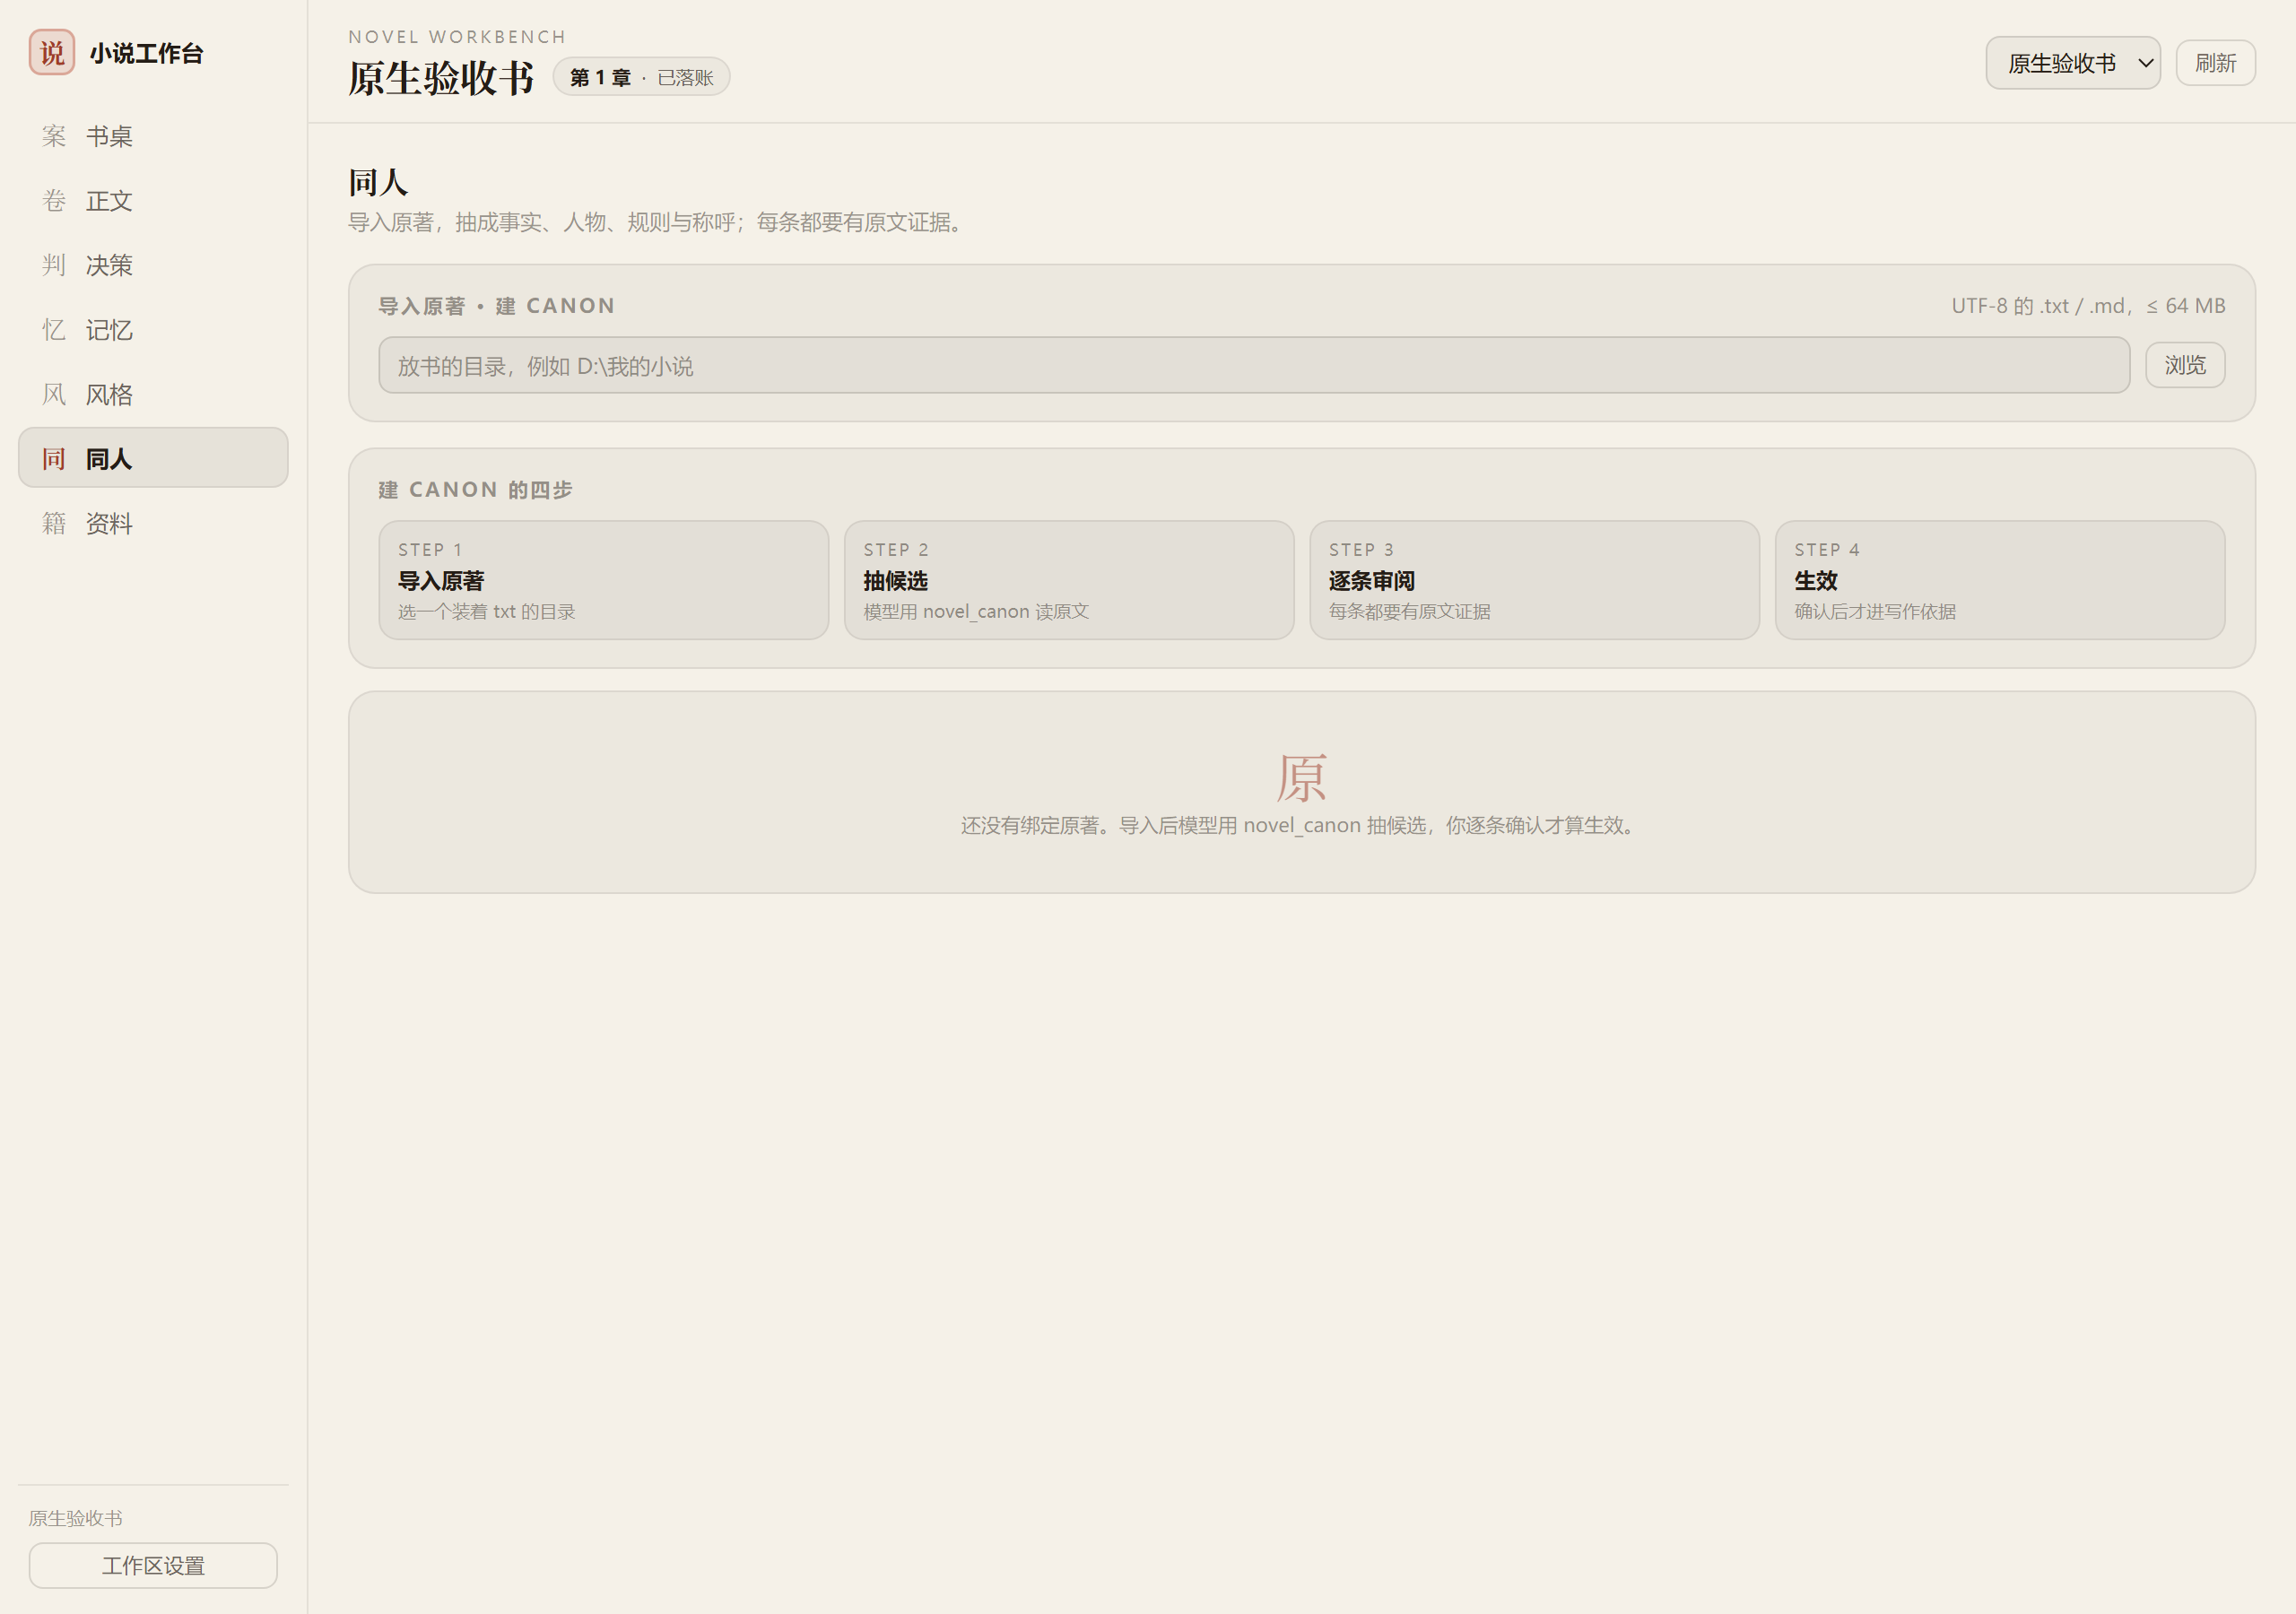 说 小说工作台
案 书桌
卷 正文
判 决策
忆 记忆
风 风格
同 同人
籍 资料
原生验收书
工作区设置
NOVEL WORKBENCH
原生验收书 第 1 章 · 已落账
原生验收书 刷新
同人
导入原著，抽成事实、人物、规则与称呼；每条都要有原文证据。
导入原著 · 建 CANON UTF-8 的 .txt / .md，≤ 64 MB
放书的目录，例如 D:\我的小说 浏览
建 CANON 的四步
STEP 1
导入原著
选一个装着 txt 的目录
STEP 2
抽候选
模型用 novel_canon 读原文
STEP 3
逐条审阅
每条都要有原文证据
STEP 4
生效
确认后才进写作依据
原
还没有绑定原著。导入后模型用 novel_canon 抽候选，你逐条确认才算生效。